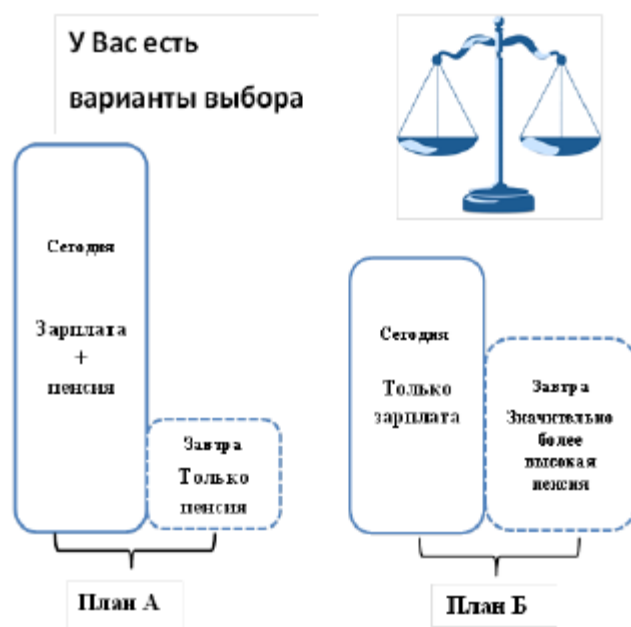 У Вас есть
варианты выбора
Сегодня
Зарплата
+
пенсия
Завтра
Только
пенсия
План А
Сегодня
Только
зарплата
Завтра
Значительно
более
высокая
пенсия
План Б